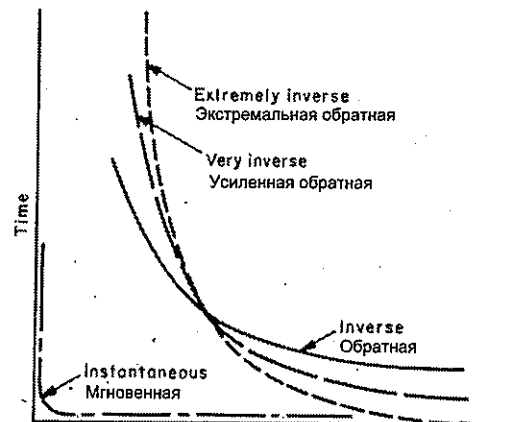 Extremely inverse
Экстремальная обратная
Very inverse
Усиленная обратная
Time
Inverse
Обратная
Instantaneous
Мгновенная